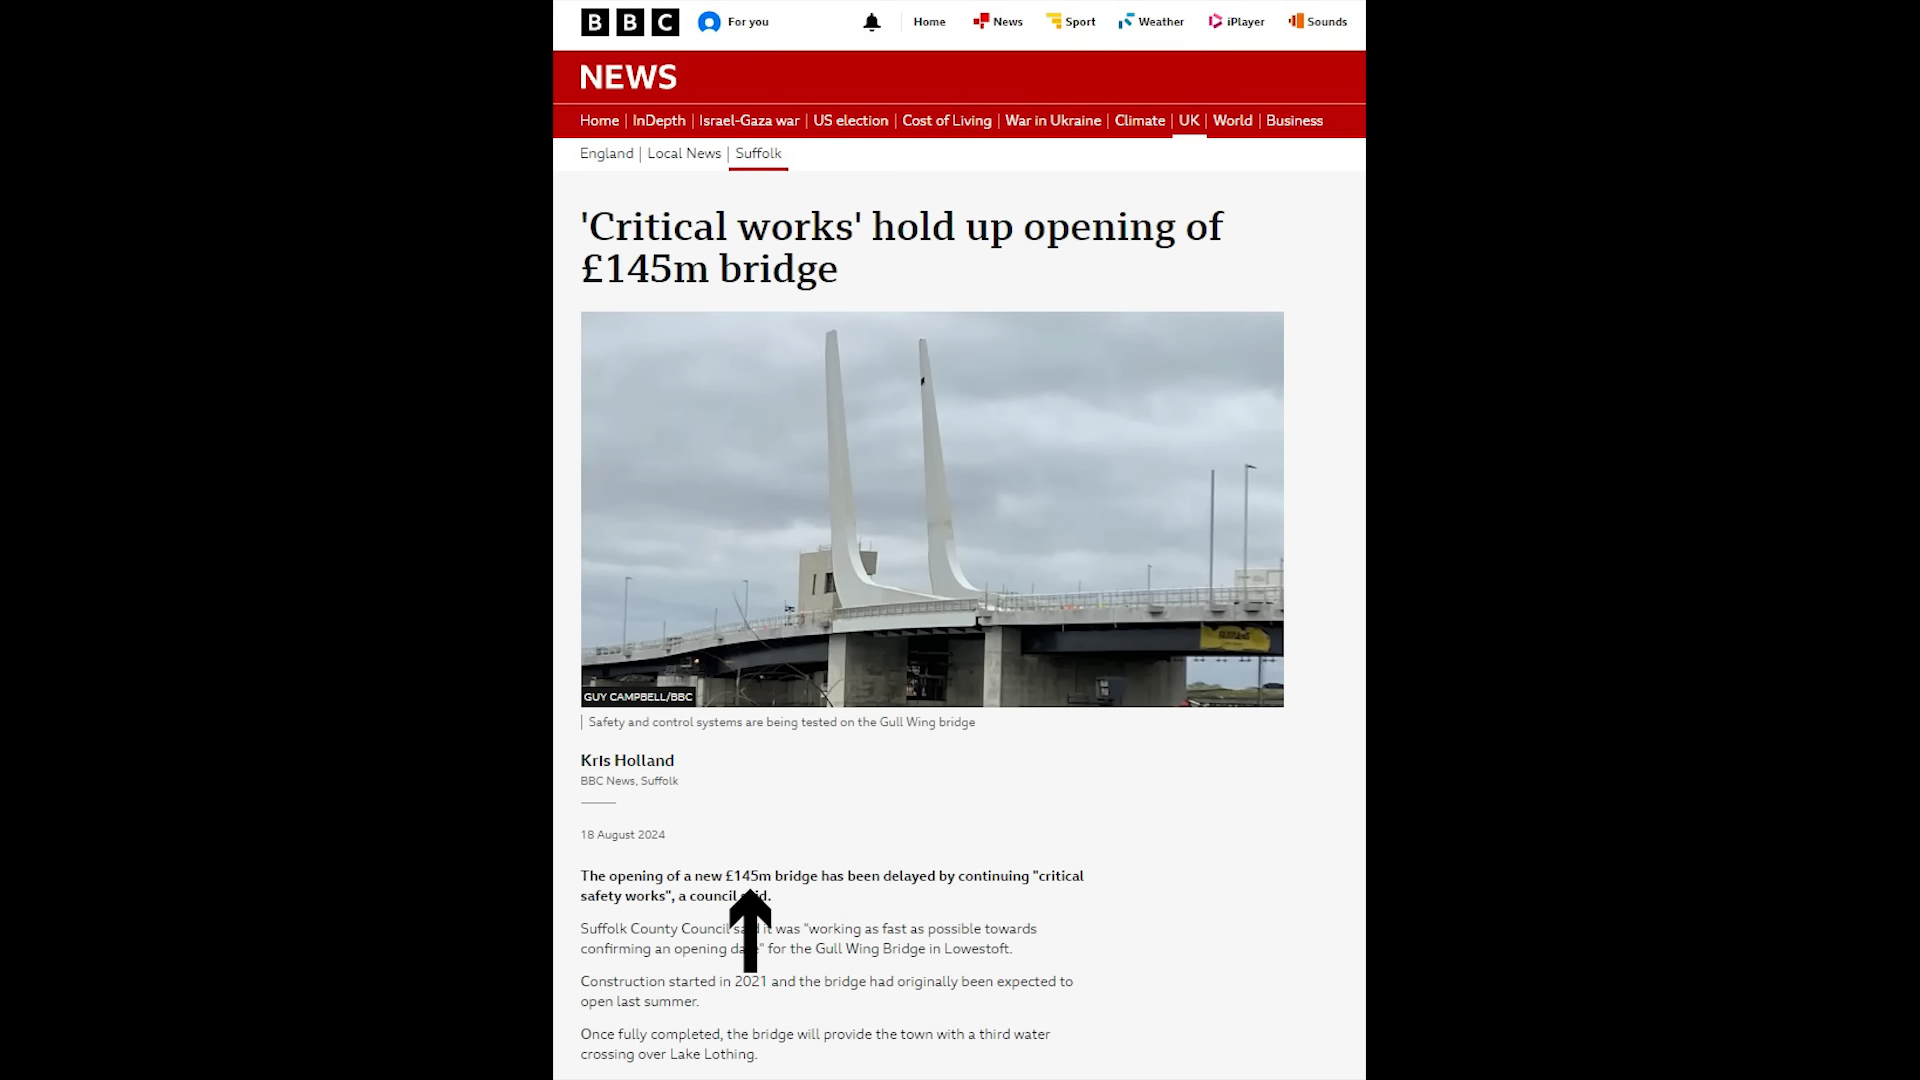 BBC For you Home News Sport Weather iPlayer Sounds
NEWS
Home InDepth Israel-Gaza war US election Cost of Living War in Ukraine Climate UK World Business
England Local News Suffolk
'Critical works' hold up opening of
£145m bridge
GUY CAMPBELL/BBC
Safety and control systems are being tested on the Gull Wing bridge
Kris Holland
BBC News, Suffolk
18 August 2024
The opening of a new £145m bridge has been delayed by continuing "critical
safety works", a council said.
Suffolk County Council said it was "working as fast as possible towards
confirming an opening date" for the Gull Wing Bridge in Lowestoft.
Construction started in 2021 and the bridge had originally been expected to
open last summer.
Once fully completed, the bridge will provide the town with a third water
crossing over Lake Lothing.